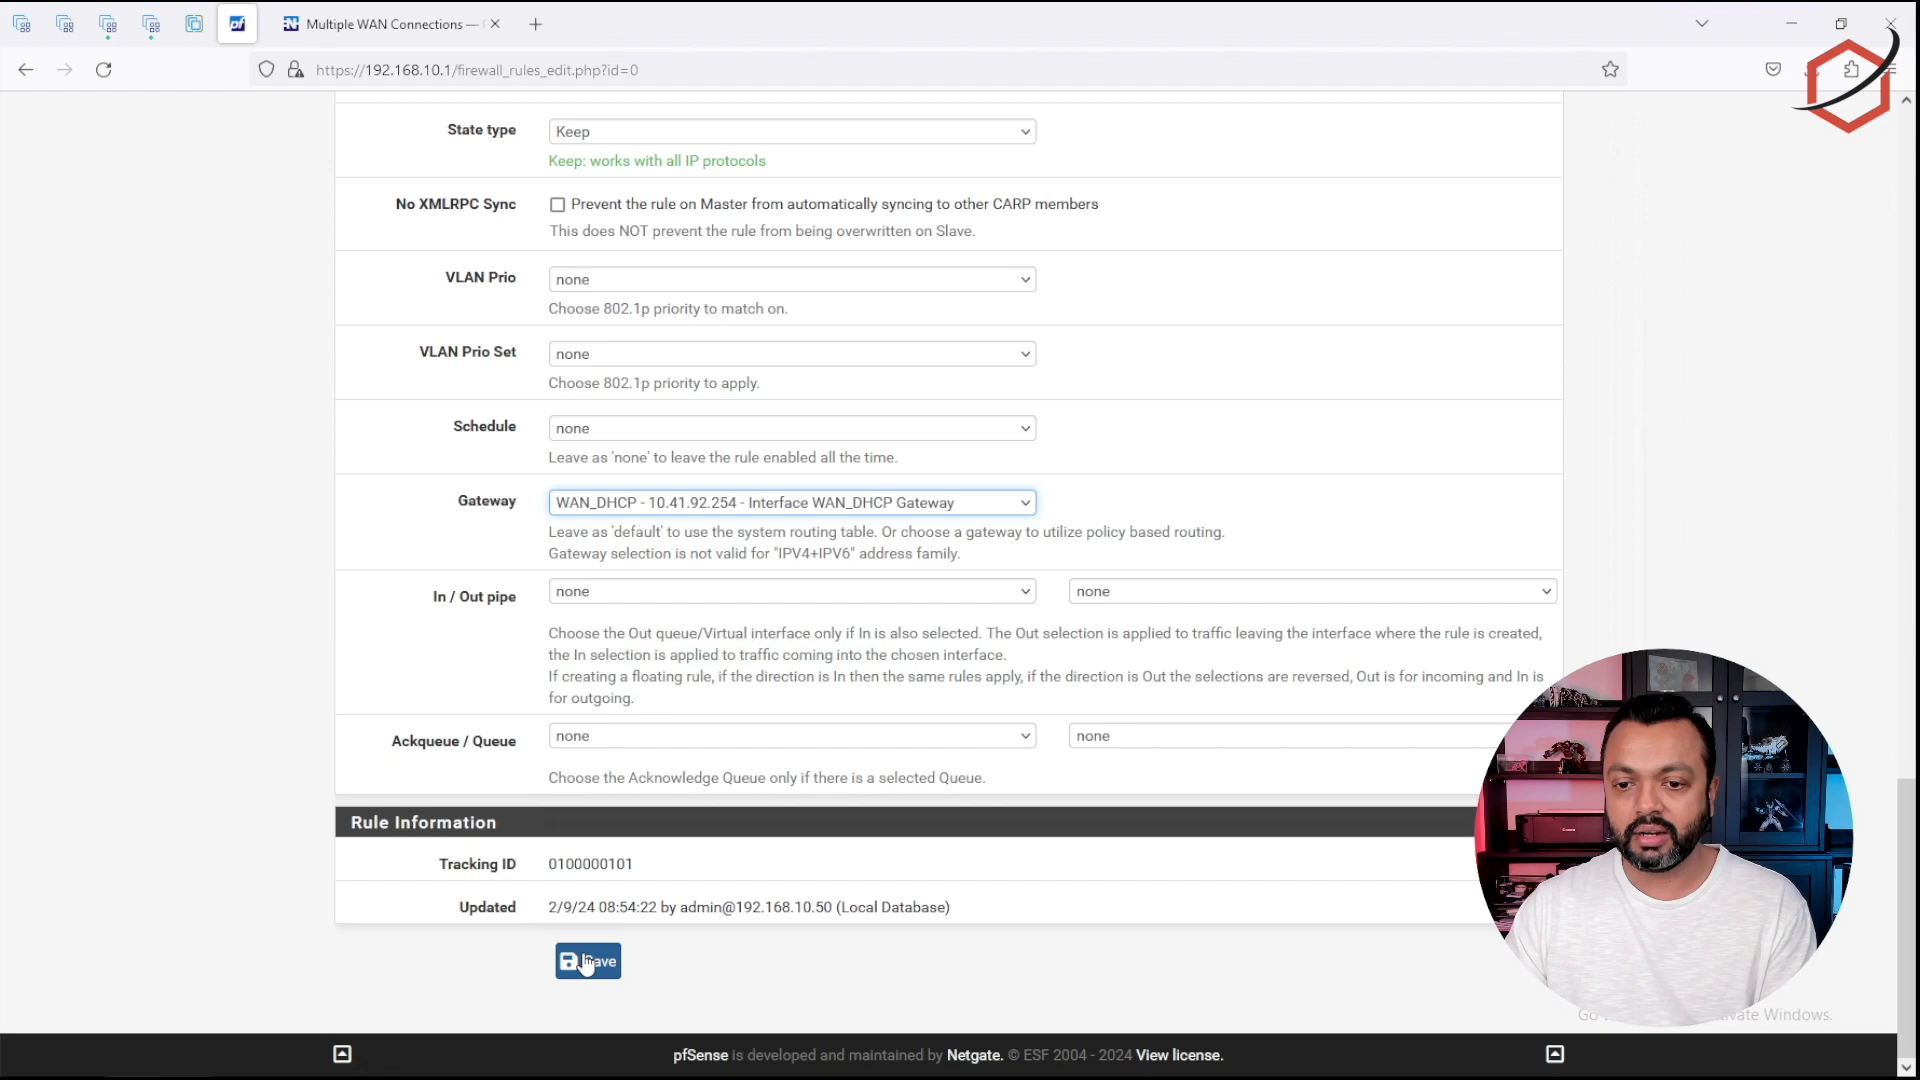 pf
Multiple WAN Connections —
https://192.168.10.1/firewall_rules_edit.php?id=0
State type
Keep
Keep: works with all IP protocols
No XMLRPC Sync
Prevent the rule on Master from automatically syncing to other CARP members
This does NOT prevent the rule from being overwritten on Slave.
VLAN Prio
none
Choose 802.1p priority to match on.
VLAN Prio Set
none
Choose 802.1p priority to apply.
Schedule
none
Leave as 'none' to leave the rule enabled all the time.
Gateway
WAN_DHCP - 10.41.92.254 - Interface WAN_DHCP Gateway
Leave as 'default' to use the system routing table. Or choose a gateway to utilize policy based routing.
Gateway selection is not valid for "IPV4+IPV6" address family.
In / Out pipe
none
none
Choose the Out queue/Virtual interface only if In is also selected. The Out selection is applied to traffic leaving the interface where the rule is created,
the In selection is applied to traffic coming into the chosen interface.
If creating a floating rule, if the direction is In then the same rules apply, if the direction is Out the selections are reversed, Out is for incoming and In is
for outgoing.
Ackqueue / Queue
none
none
Choose the Acknowledge Queue only if there is a selected Queue.
Rule Information
Tracking ID
0100000101
Updated
2/9/24 08:54:22 by admin@192.168.10.50 (Local Database)
Save
Windows.
pfSense is developed and maintained by Netgate. © ESF 2004 - 2024 View license.